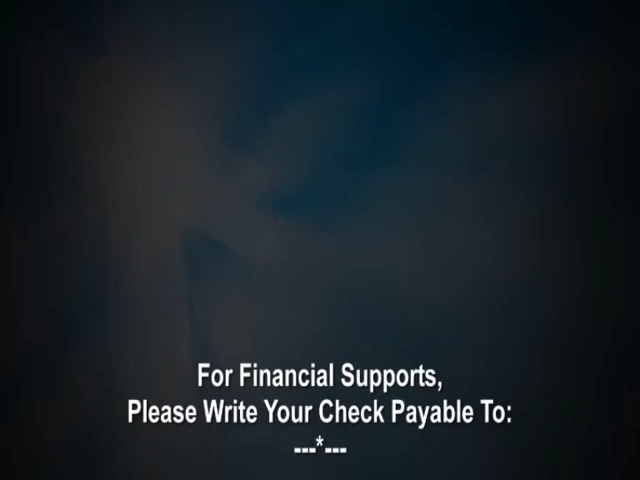 For Financial Supports,
Please Write Your Check Payable To:
---*---